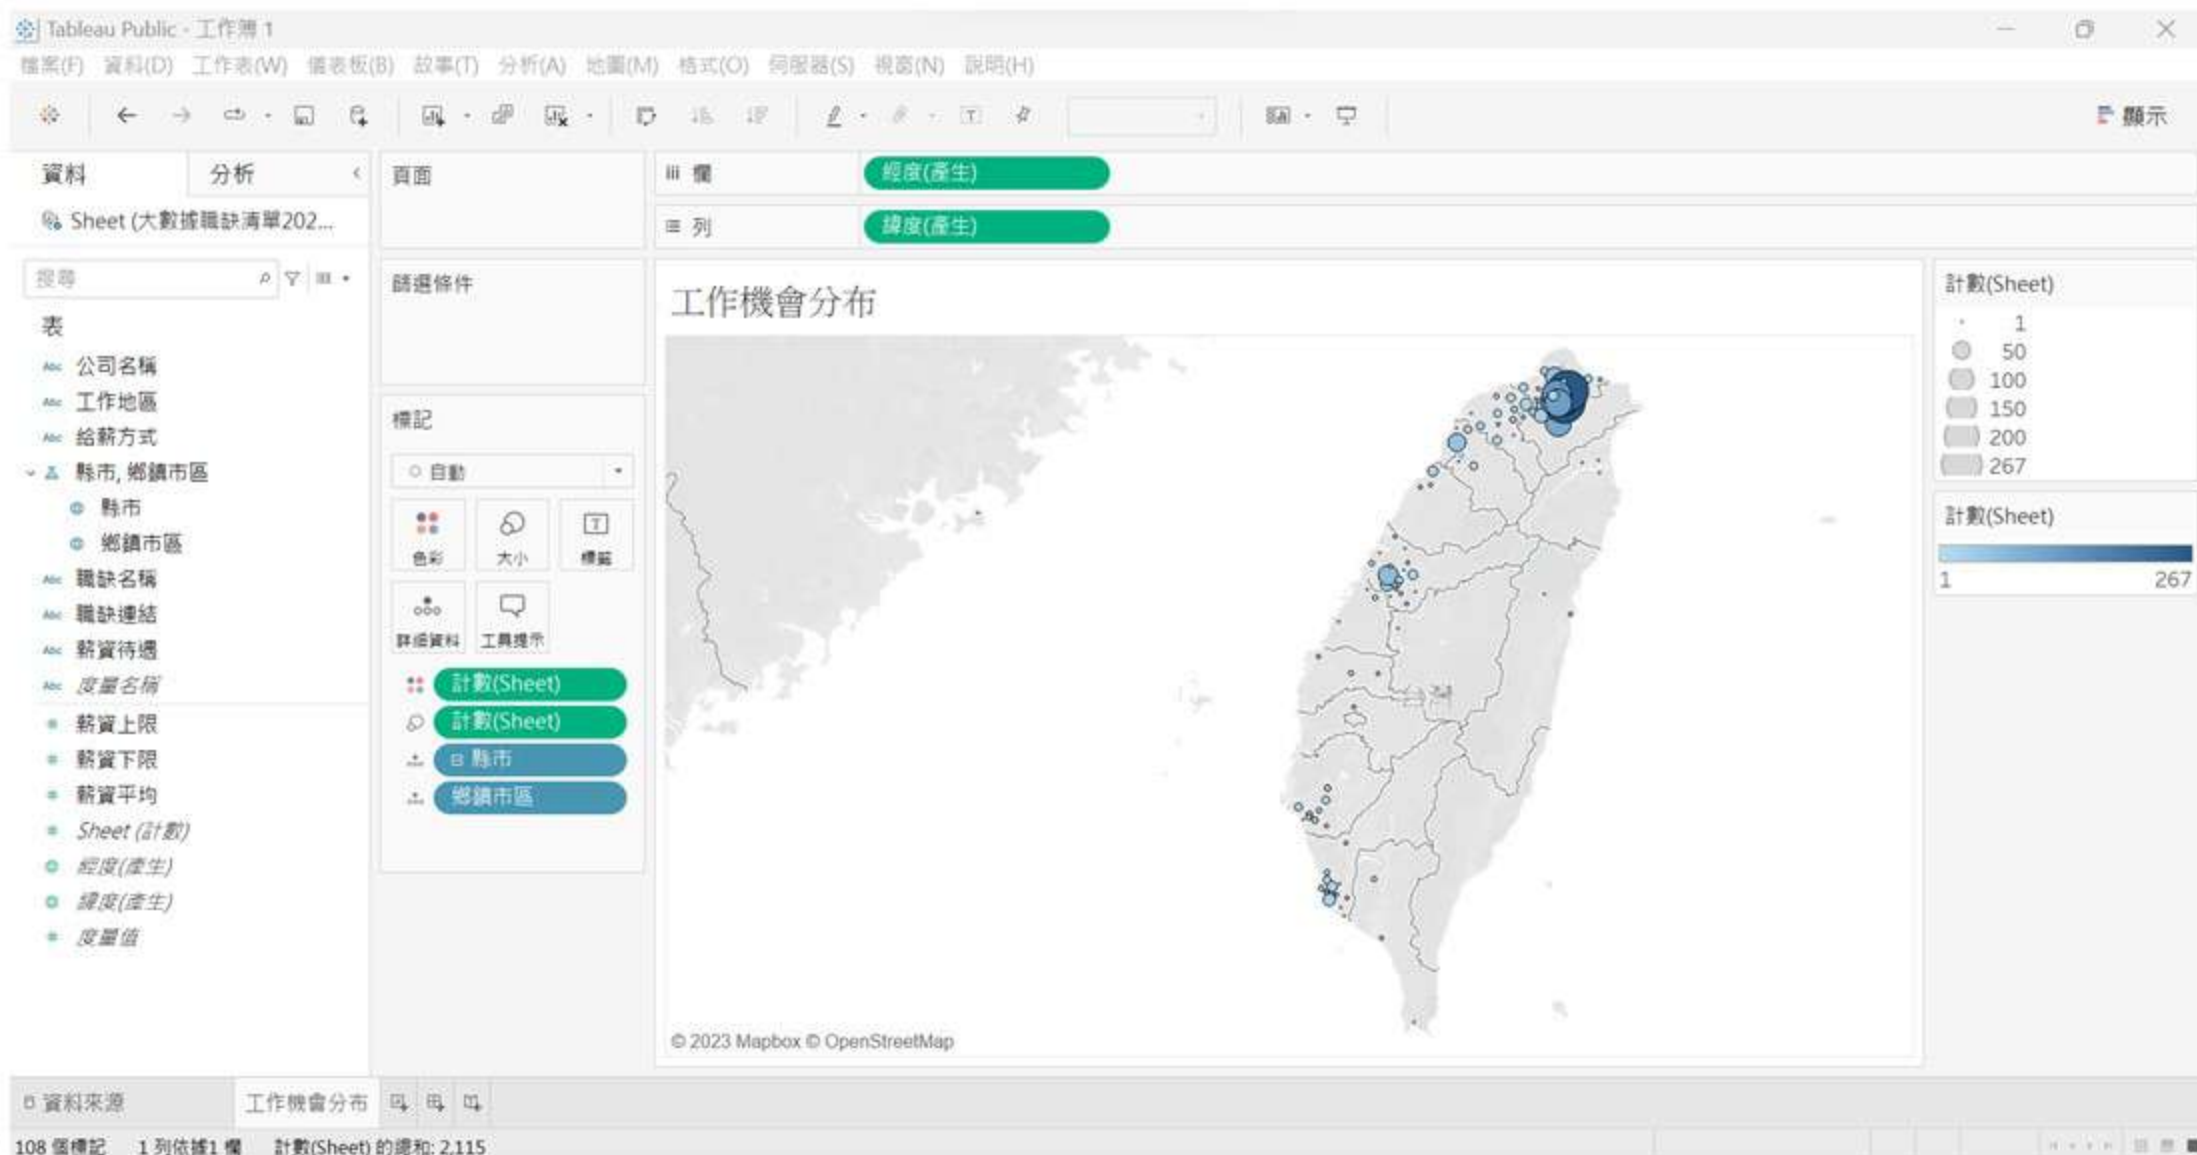 Tableau Public - 工作簿 1
檔案(F) 資料(D) 工作表(W) 儀表板(B) 故事(T) 分析(A) 地圖(M) 格式(O) 伺服器(S) 視窗(N) 說明(H)
顯示
資料 分析
Sheet (大數據職缺清單202...
搜尋
表
Abc 公司名稱
Abc 工作地區
Abc 給薪方式
縣市, 鄉鎮市區
縣市
鄉鎮市區
Abc 職缺名稱
Abc 職缺連結
Abc 薪資待遇
Abc 度量名稱
薪資上限
薪資下限
薪資平均
Sheet (計數)
經度(產生)
緯度(產生)
度量值
頁面
篩選條件
標記
自動
色彩 大小 標籤
詳細資料 工具提示
計數(Sheet)
計數(Sheet)
縣市
鄉鎮市區
欄 經度(產生)
列 緯度(產生)
工作機會分布
© 2023 Mapbox © OpenStreetMap
計數(Sheet)
1
50
100
150
200
267
計數(Sheet)
1 267
資料來源 工作機會分布
108 個標記 1 列依據1 欄 計數(Sheet) 的總和: 2,115